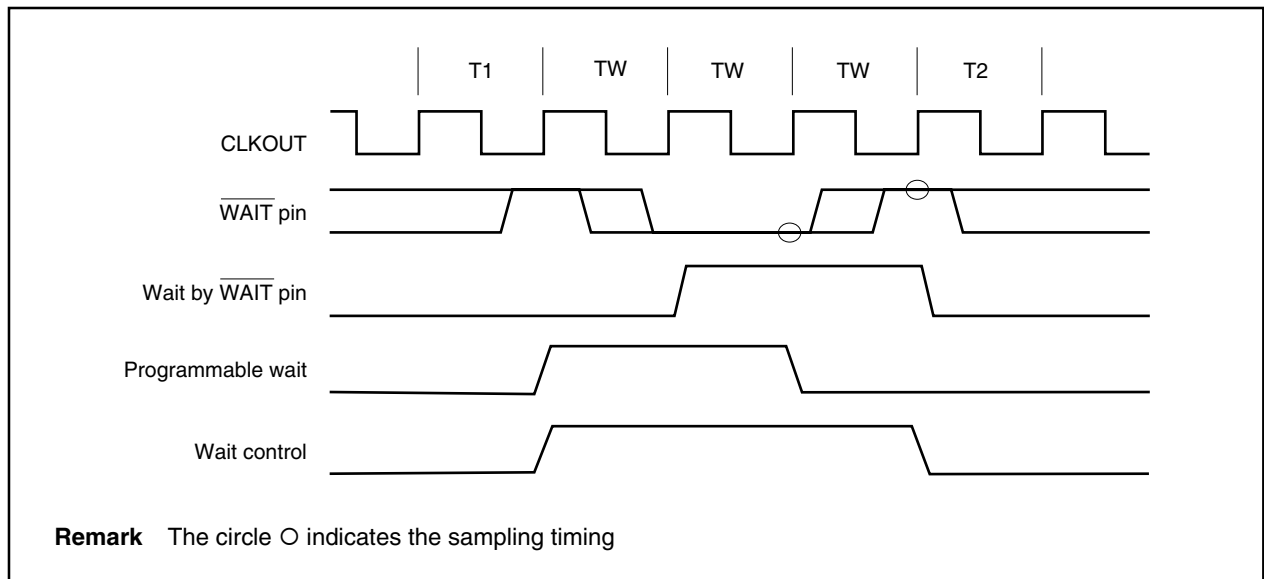 T1 TW TW TW T2
CLKOUT
WAIT pin
Wait by WAIT pin
Programmable wait
Wait control
Remark The circle ○ indicates the sampling timing